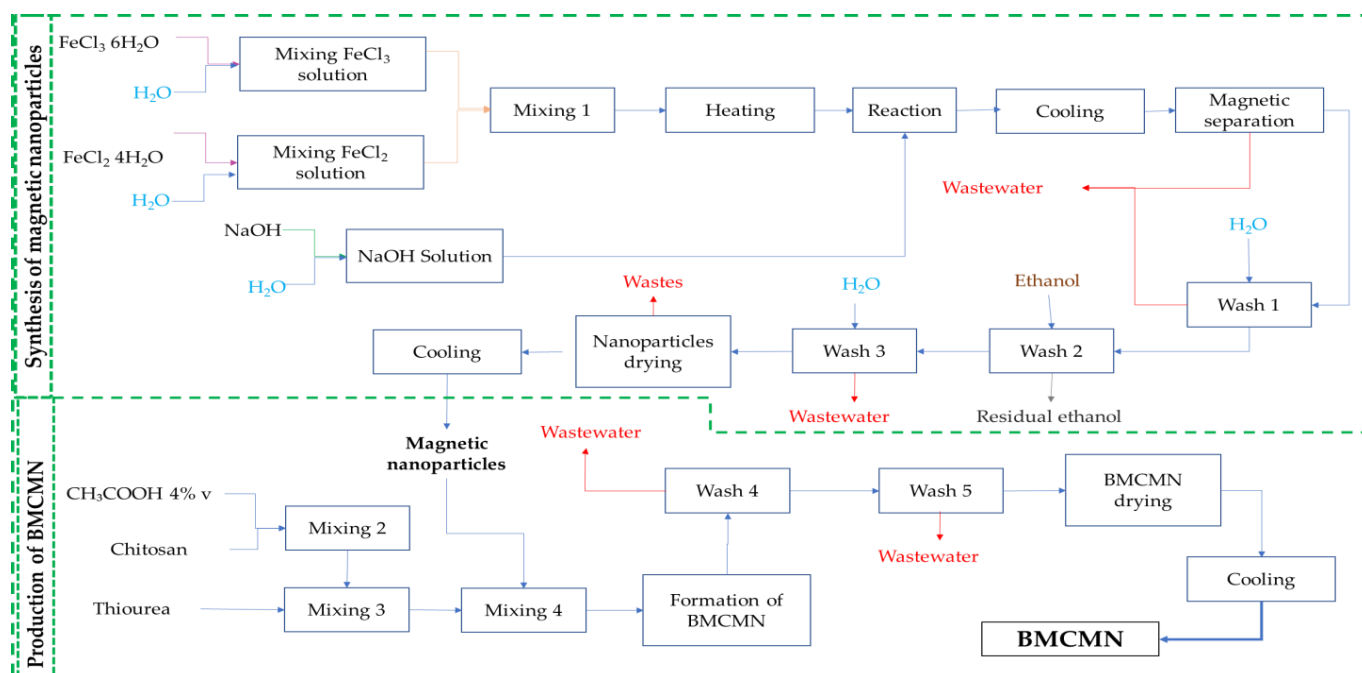 Synthesis of magnetic nanoparticles
FeCl₃ 6H₂O
H₂O
Mixing FeCl₃
solution
FeCl₂ 4H₂O
H₂O
Mixing FeCl₂
solution
Mixing 1
Heating
Reaction
Cooling
Magnetic
separation
Wastewater
NaOH
H₂O
NaOH Solution
H₂O
Wash 1
Ethanol
Wash 2
Residual ethanol
H₂O
Wash 3
Wastewater
Wastes
Nanoparticles
drying
Cooling
Magnetic
nanoparticles
Production of BMCMN
CH₃COOH 4% v
Chitosan
Mixing 2
Thiourea
Mixing 3
Mixing 4
Formation of
BMCMN
Wastewater
Wash 4
Wash 5
Wastewater
BMCMN
drying
Cooling
BMCMN